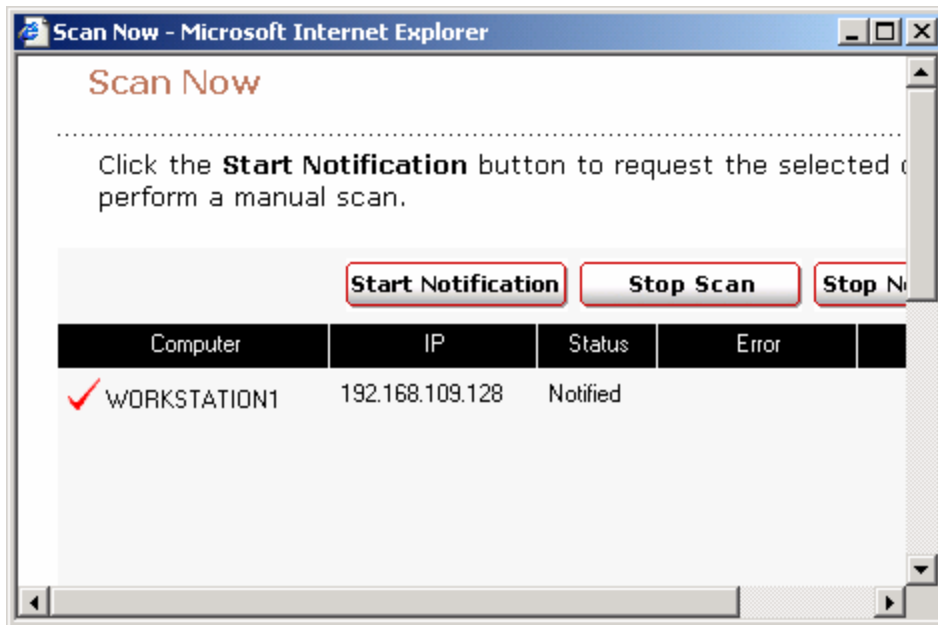 Scan Now - Microsoft Internet Explorer
Scan Now
Click the Start Notification button to request the selected
perform a manual scan.
Start Notification Stop Scan Stop
Computer IP Status Error
WORKSTATION1 192.168.109.128 Notified